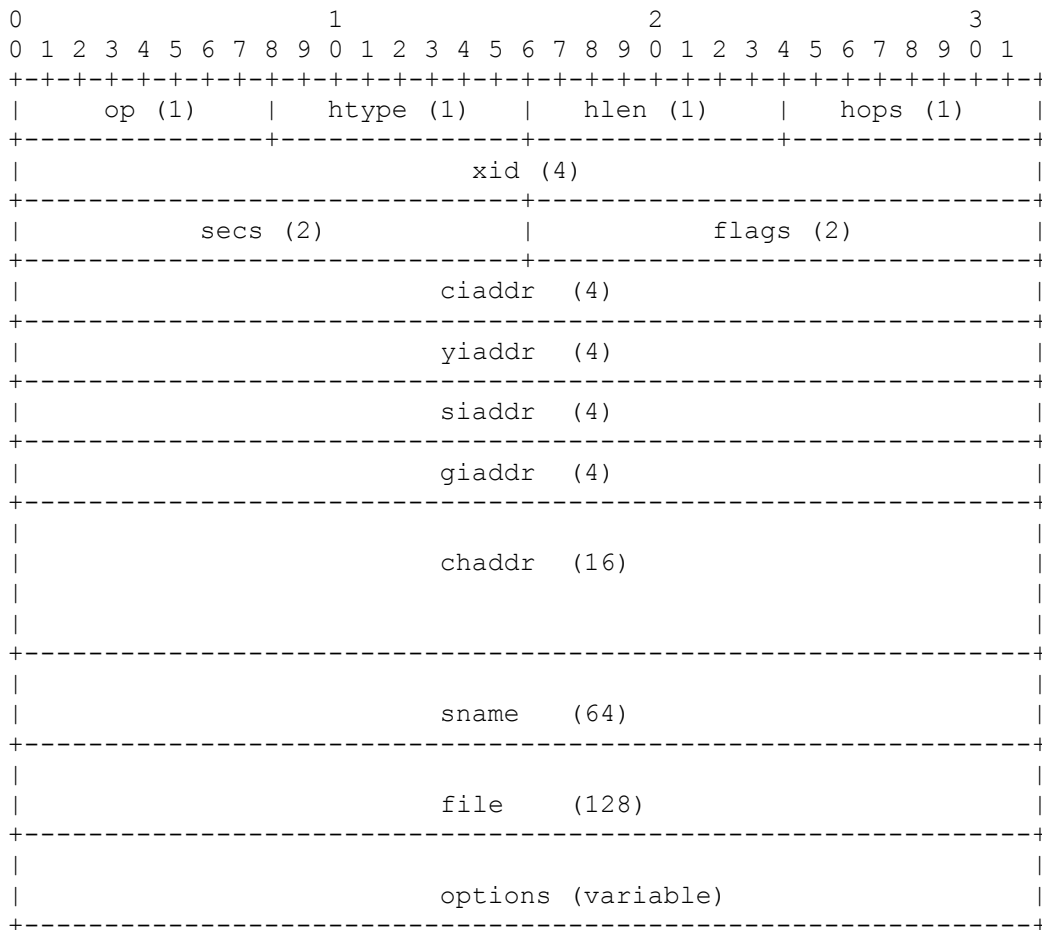 0                   1                   2                   3
0 1 2 3 4 5 6 7 8 9 0 1 2 3 4 5 6 7 8 9 0 1 2 3 4 5 6 7 8 9 0 1
+-+-+-+-+-+-+-+-+-+-+-+-+-+-+-+-+-+-+-+-+-+-+-+-+-+-+-+-+-+-+-+-+
|     op (1)    |   htype (1)   |   hlen (1)    |   hops (1)    |
+---------------+---------------+---------------+---------------+
|                            xid (4)                            |
+-------------------------------+-------------------------------+
|           secs (2)            |           flags (2)           |
+-------------------------------+-------------------------------+
|                          ciaddr  (4)                          |
+---------------------------------------------------------------+
|                          yiaddr  (4)                          |
+---------------------------------------------------------------+
|                          siaddr  (4)                          |
+---------------------------------------------------------------+
|                          giaddr  (4)                          |
+---------------------------------------------------------------+
|                                                               |
|                          chaddr  (16)                         |
|                                                               |
|                                                               |
+---------------------------------------------------------------+
|                                                               |
|                          sname   (64)                         |
+---------------------------------------------------------------+
|                                                               |
|                          file    (128)                        |
+---------------------------------------------------------------+
|                                                               |
|                          options (variable)                   |
+---------------------------------------------------------------+